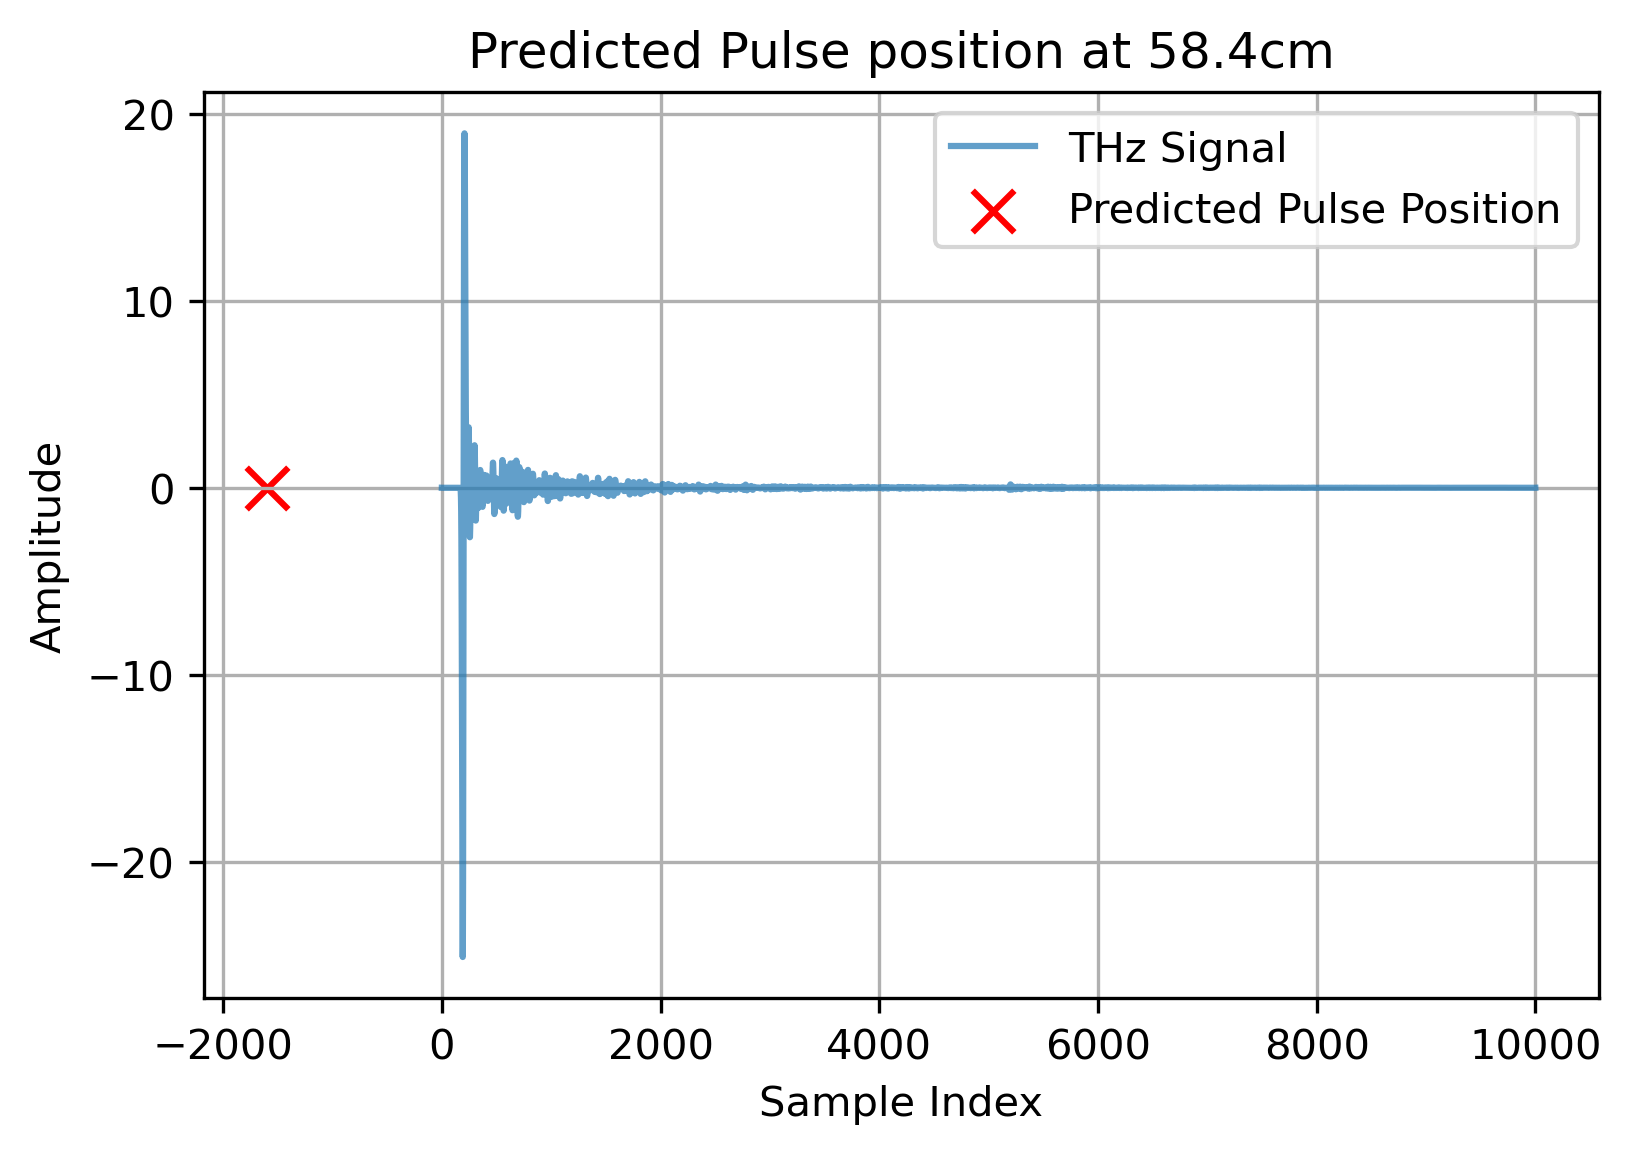 Predicted Pulse position at 58.4cm
THz Signal
Predicted Pulse Position
Amplitude
20
10
0
−10
−20
−2000
0
2000
4000
6000
8000
10000
Sample Index